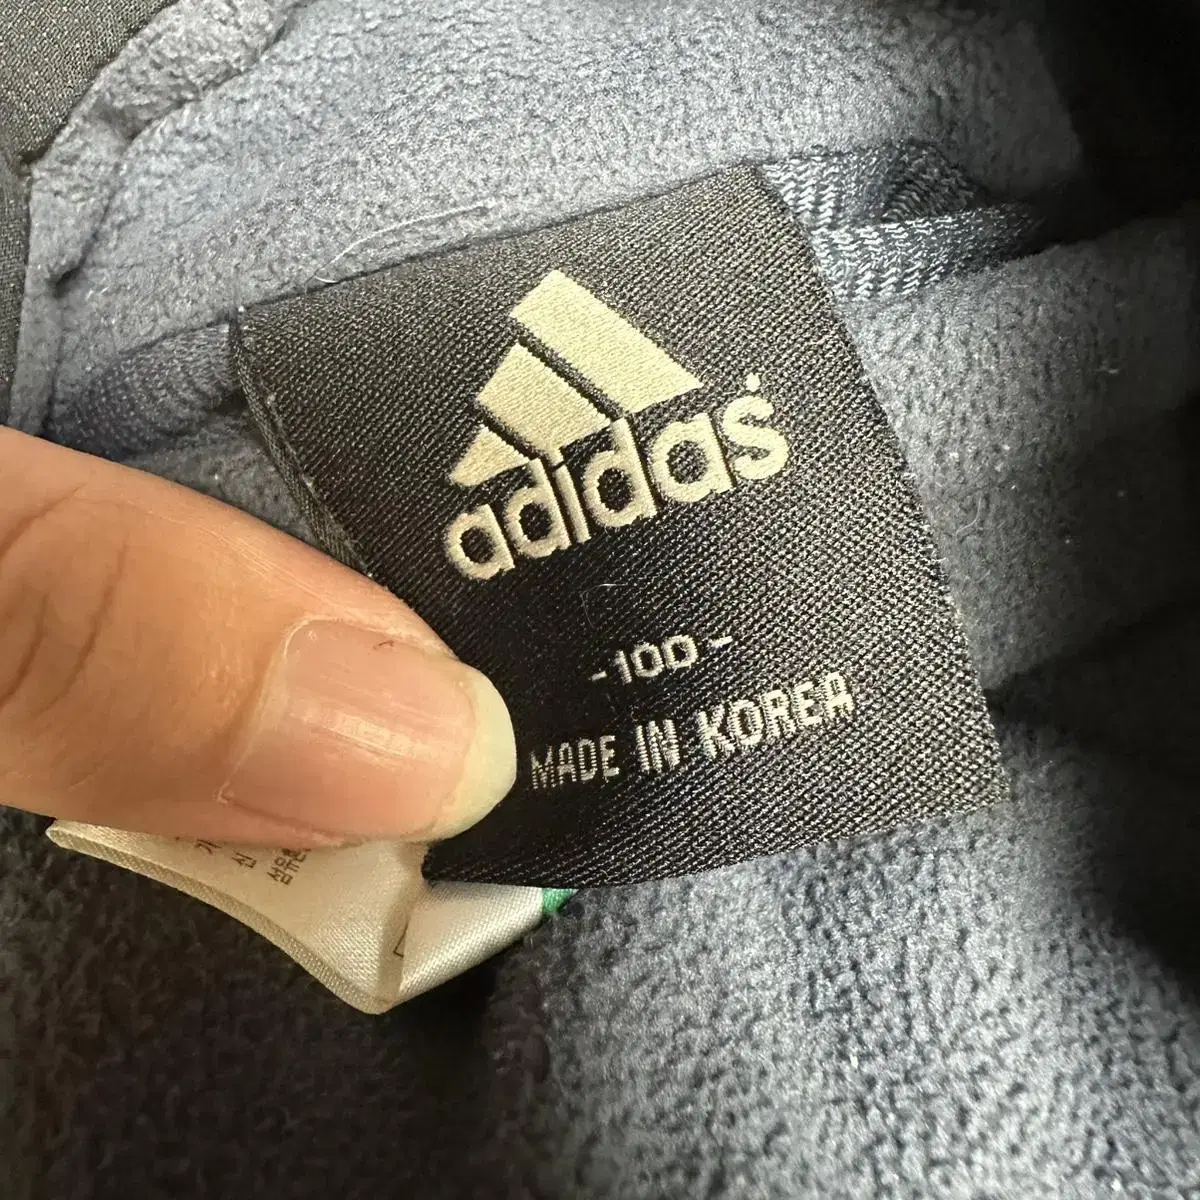 adidas
-100-
MADE IN KOREA